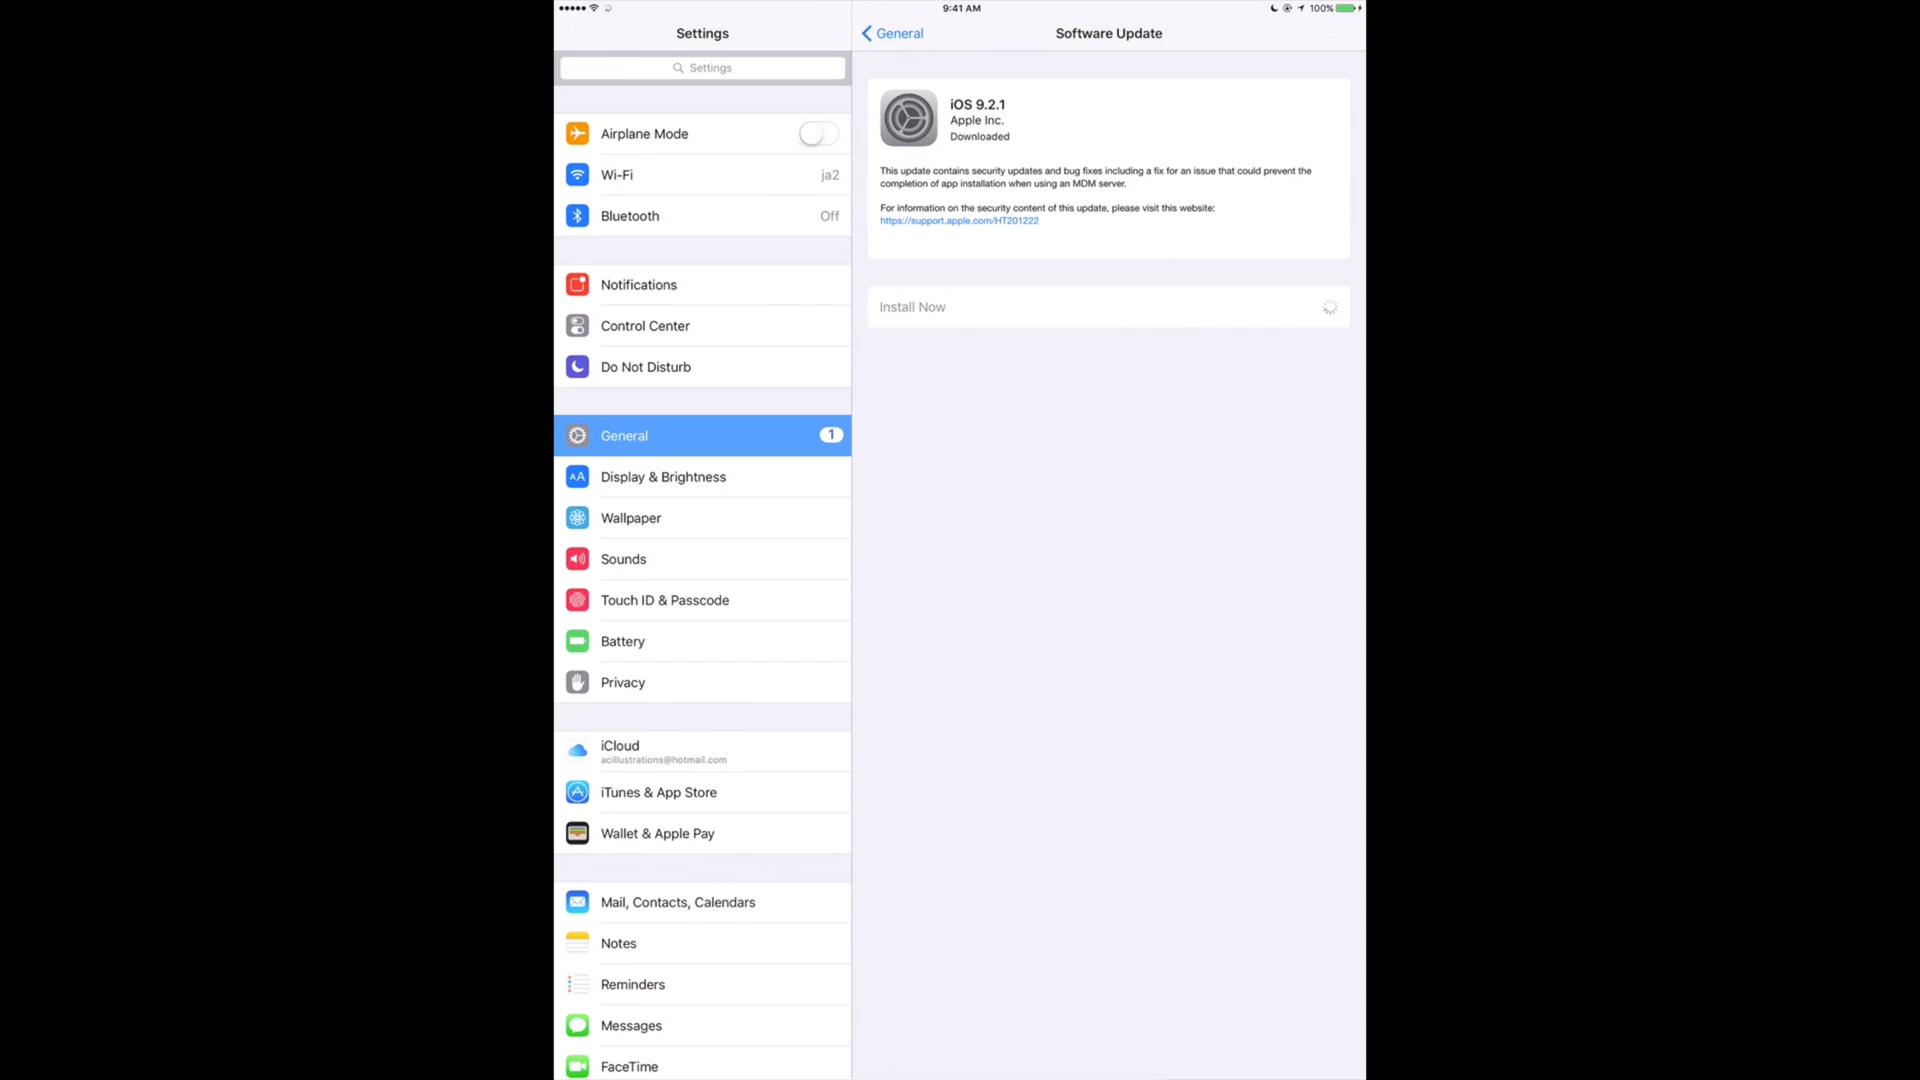 9:41 AM
100%
Settings
General
Software Update
Settings
iOS 9.2.1
Apple Inc.
Downloaded
This update contains security updates and bug fixes including a fix for an issue that could prevent the
completion of app installation when using an MDM server.
For information on the security content of this update, please visit this website:
https://support.apple.com/HT201222
Install Now
Airplane Mode
Wi-Fi ja2
Bluetooth Off
Notifications
Control Center
Do Not Disturb
General 1
AA Display & Brightness
Wallpaper
Sounds
Touch ID & Passcode
Battery
Privacy
iCloud
acillustrations@hotmail.com
iTunes & App Store
Wallet & Apple Pay
Mail, Contacts, Calendars
Notes
Reminders
Messages
FaceTime